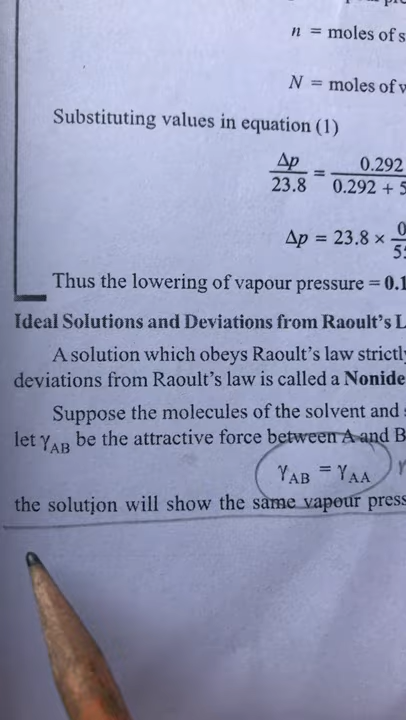 n = moles of s
N = moles of v
Substituting values in equation (1)
Δp / 23.8 = 0.292 / 0.292 + 5
Δp = 23.8 × 0 / 55
Thus the lowering of vapour pressure = 0.1
Ideal Solutions and Deviations from Raoult's L
A solution which obeys Raoult's law strictly
deviations from Raoult's law is called a Nonide
Suppose the molecules of the solvent and
let γAB be the attractive force between A and B
γAB = γAA
the solution will show the same vapour press